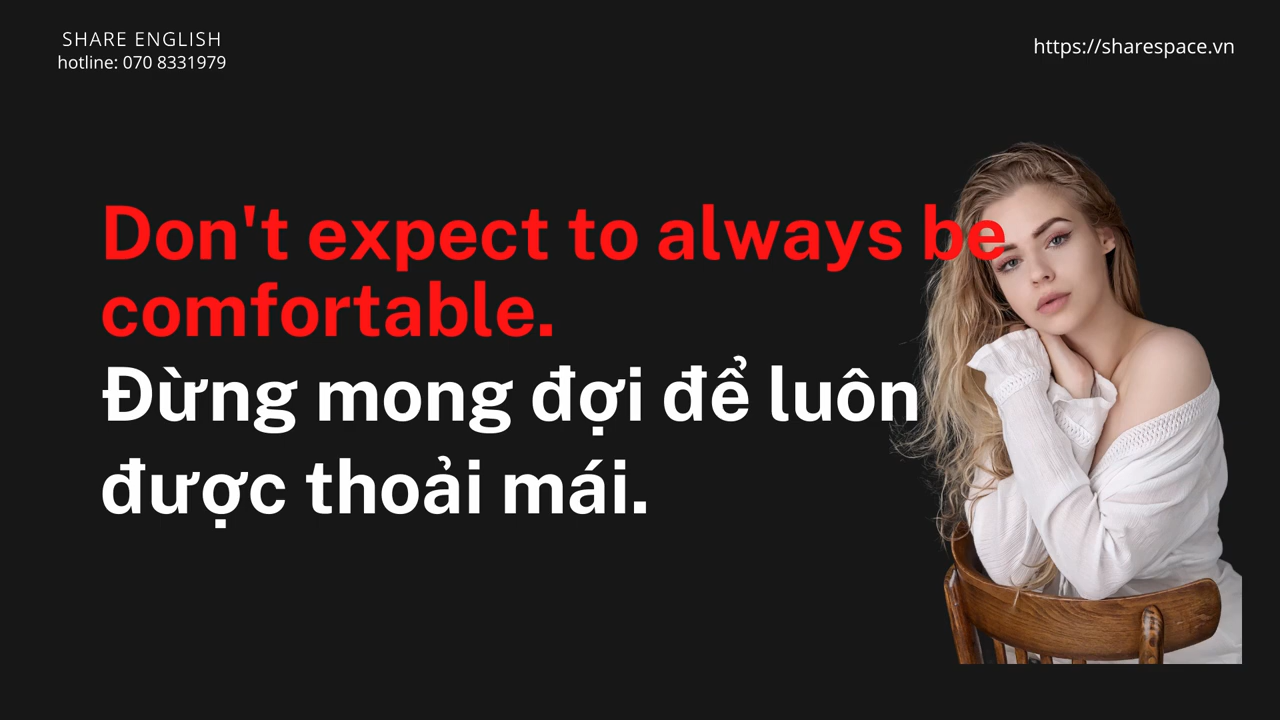 SHARE ENGLISH
hotline: 070 8331979
https://sharespace.vn
Don't expect to always be
comfortable.
Đừng mong đợi để luôn
được thoải mái.